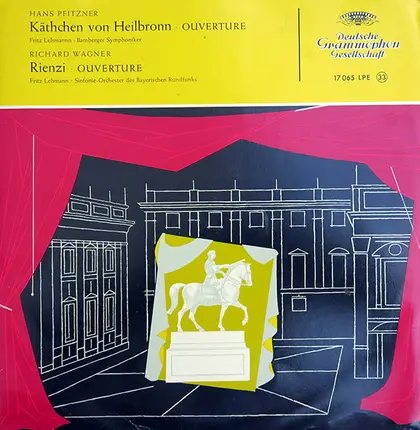 HANS PFITZNER
Käthchen von Heilbronn · OUVERTURE
Fritz Lehmann · Bamberger Symphoniker
RICHARD WAGNER
Rienzi · OUVERTURE
Fritz Lehmann · Sinfonie-Orchester des Bayerischen Rundfunks
Deutsche
Grammophon
Gesellschaft
17 065 LPE 33